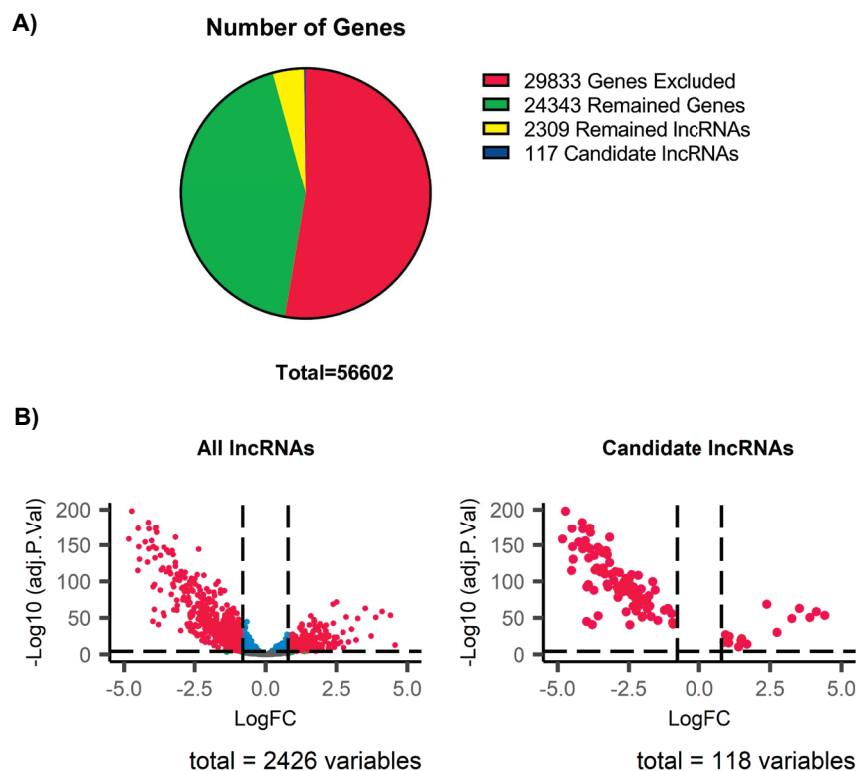 A)
Number of Genes
29833 Genes Excluded
24343 Remained Genes
2309 Remained lncRNAs
117 Candidate lncRNAs
Total=56602
B)
All lncRNAs
-Log10 (adj.P.Val)
200
150
100
50
0
-5.0 -2.5 0.0 2.5 5.0
LogFC
total = 2426 variables
Candidate lncRNAs
-Log10 (adj.P.Val)
200
150
100
50
0
-5.0 -2.5 0.0 2.5 5.0
LogFC
total = 118 variables